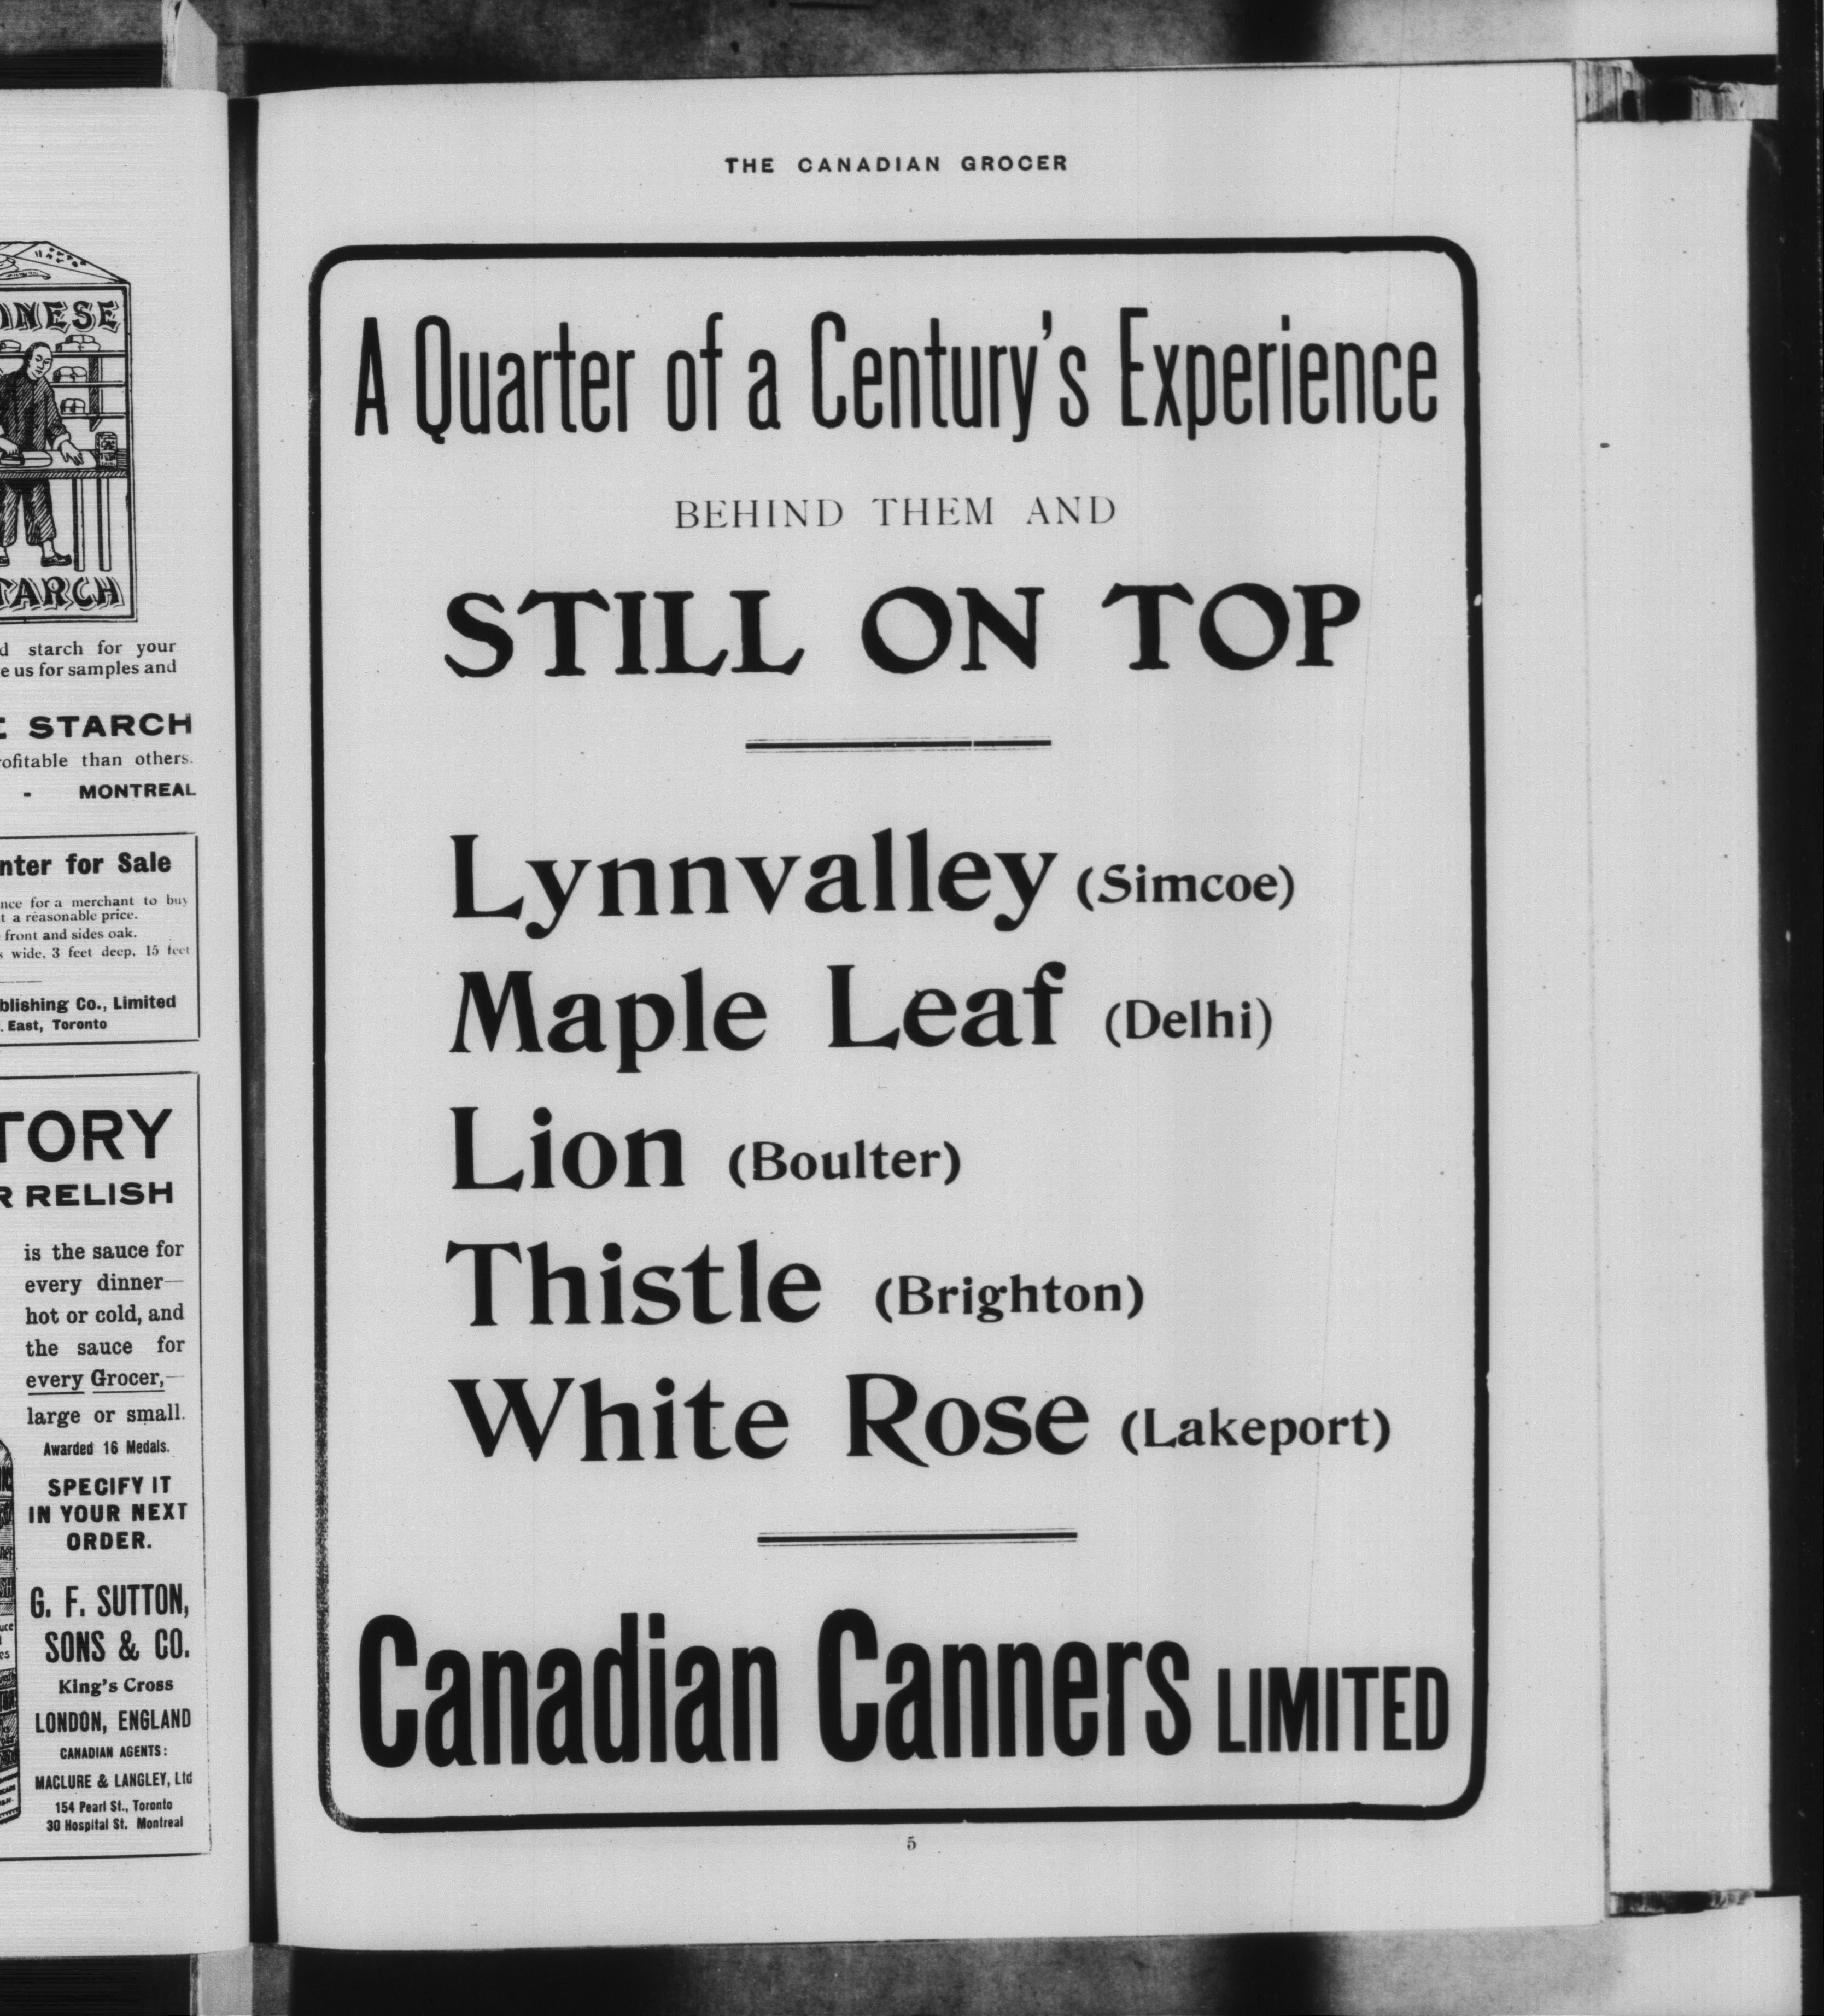 TARCH
d starch for your
e us for samples and
STARCH
than others.
- MONTREAL
for Sale
for a merchant to buy
t a reasonable price.
front and sides oak.
wide, 3 feet deep, 15 feet
Co., Limited
East, Toronto
TORY
R RELISH
is the sauce for
every dinner—
hot or cold, and
the sauce for
every Grocer,—
large or small.
Awarded 16 Medals.
SPECIFY IT
IN YOUR NEXT
ORDER.
G. F. SUTTON,
SONS & CO.
King's Cross
LONDON, ENGLAND
CANADIAN AGENTS:
MACLURE & LANGLEY, Ltd
154 Pearl St., Toronto
30 Hospital St. Montreal
THE CANADIAN GROCER
A Quarter of a Century's Experience
BEHIND THEM AND
STILL ON TOP
Lynnvalley (Simcoe)
Maple Leaf (Delhi)
Lion (Boulter)
Thistle (Brighton)
White Rose (Lakeport)
Canadian Canners LIMITED
5